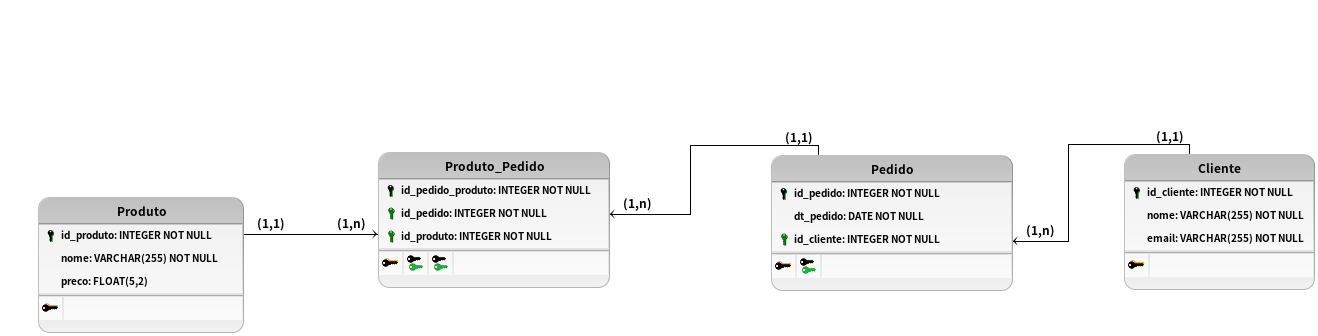 Produto
id_produto: INTEGER NOT NULL
nome: VARCHAR(255) NOT NULL
preco: FLOAT(5,2)
(1,1)
(1,n)
Produto_Pedido
id_pedido_produto: INTEGER NOT NULL
id_pedido: INTEGER NOT NULL
id_produto: INTEGER NOT NULL
(1,n)
(1,1)
Pedido
id_pedido: INTEGER NOT NULL
dt_pedido: DATE NOT NULL
id_cliente: INTEGER NOT NULL
(1,n)
(1,1)
Cliente
id_cliente: INTEGER NOT NULL
nome: VARCHAR(255) NOT NULL
email: VARCHAR(255) NOT NULL